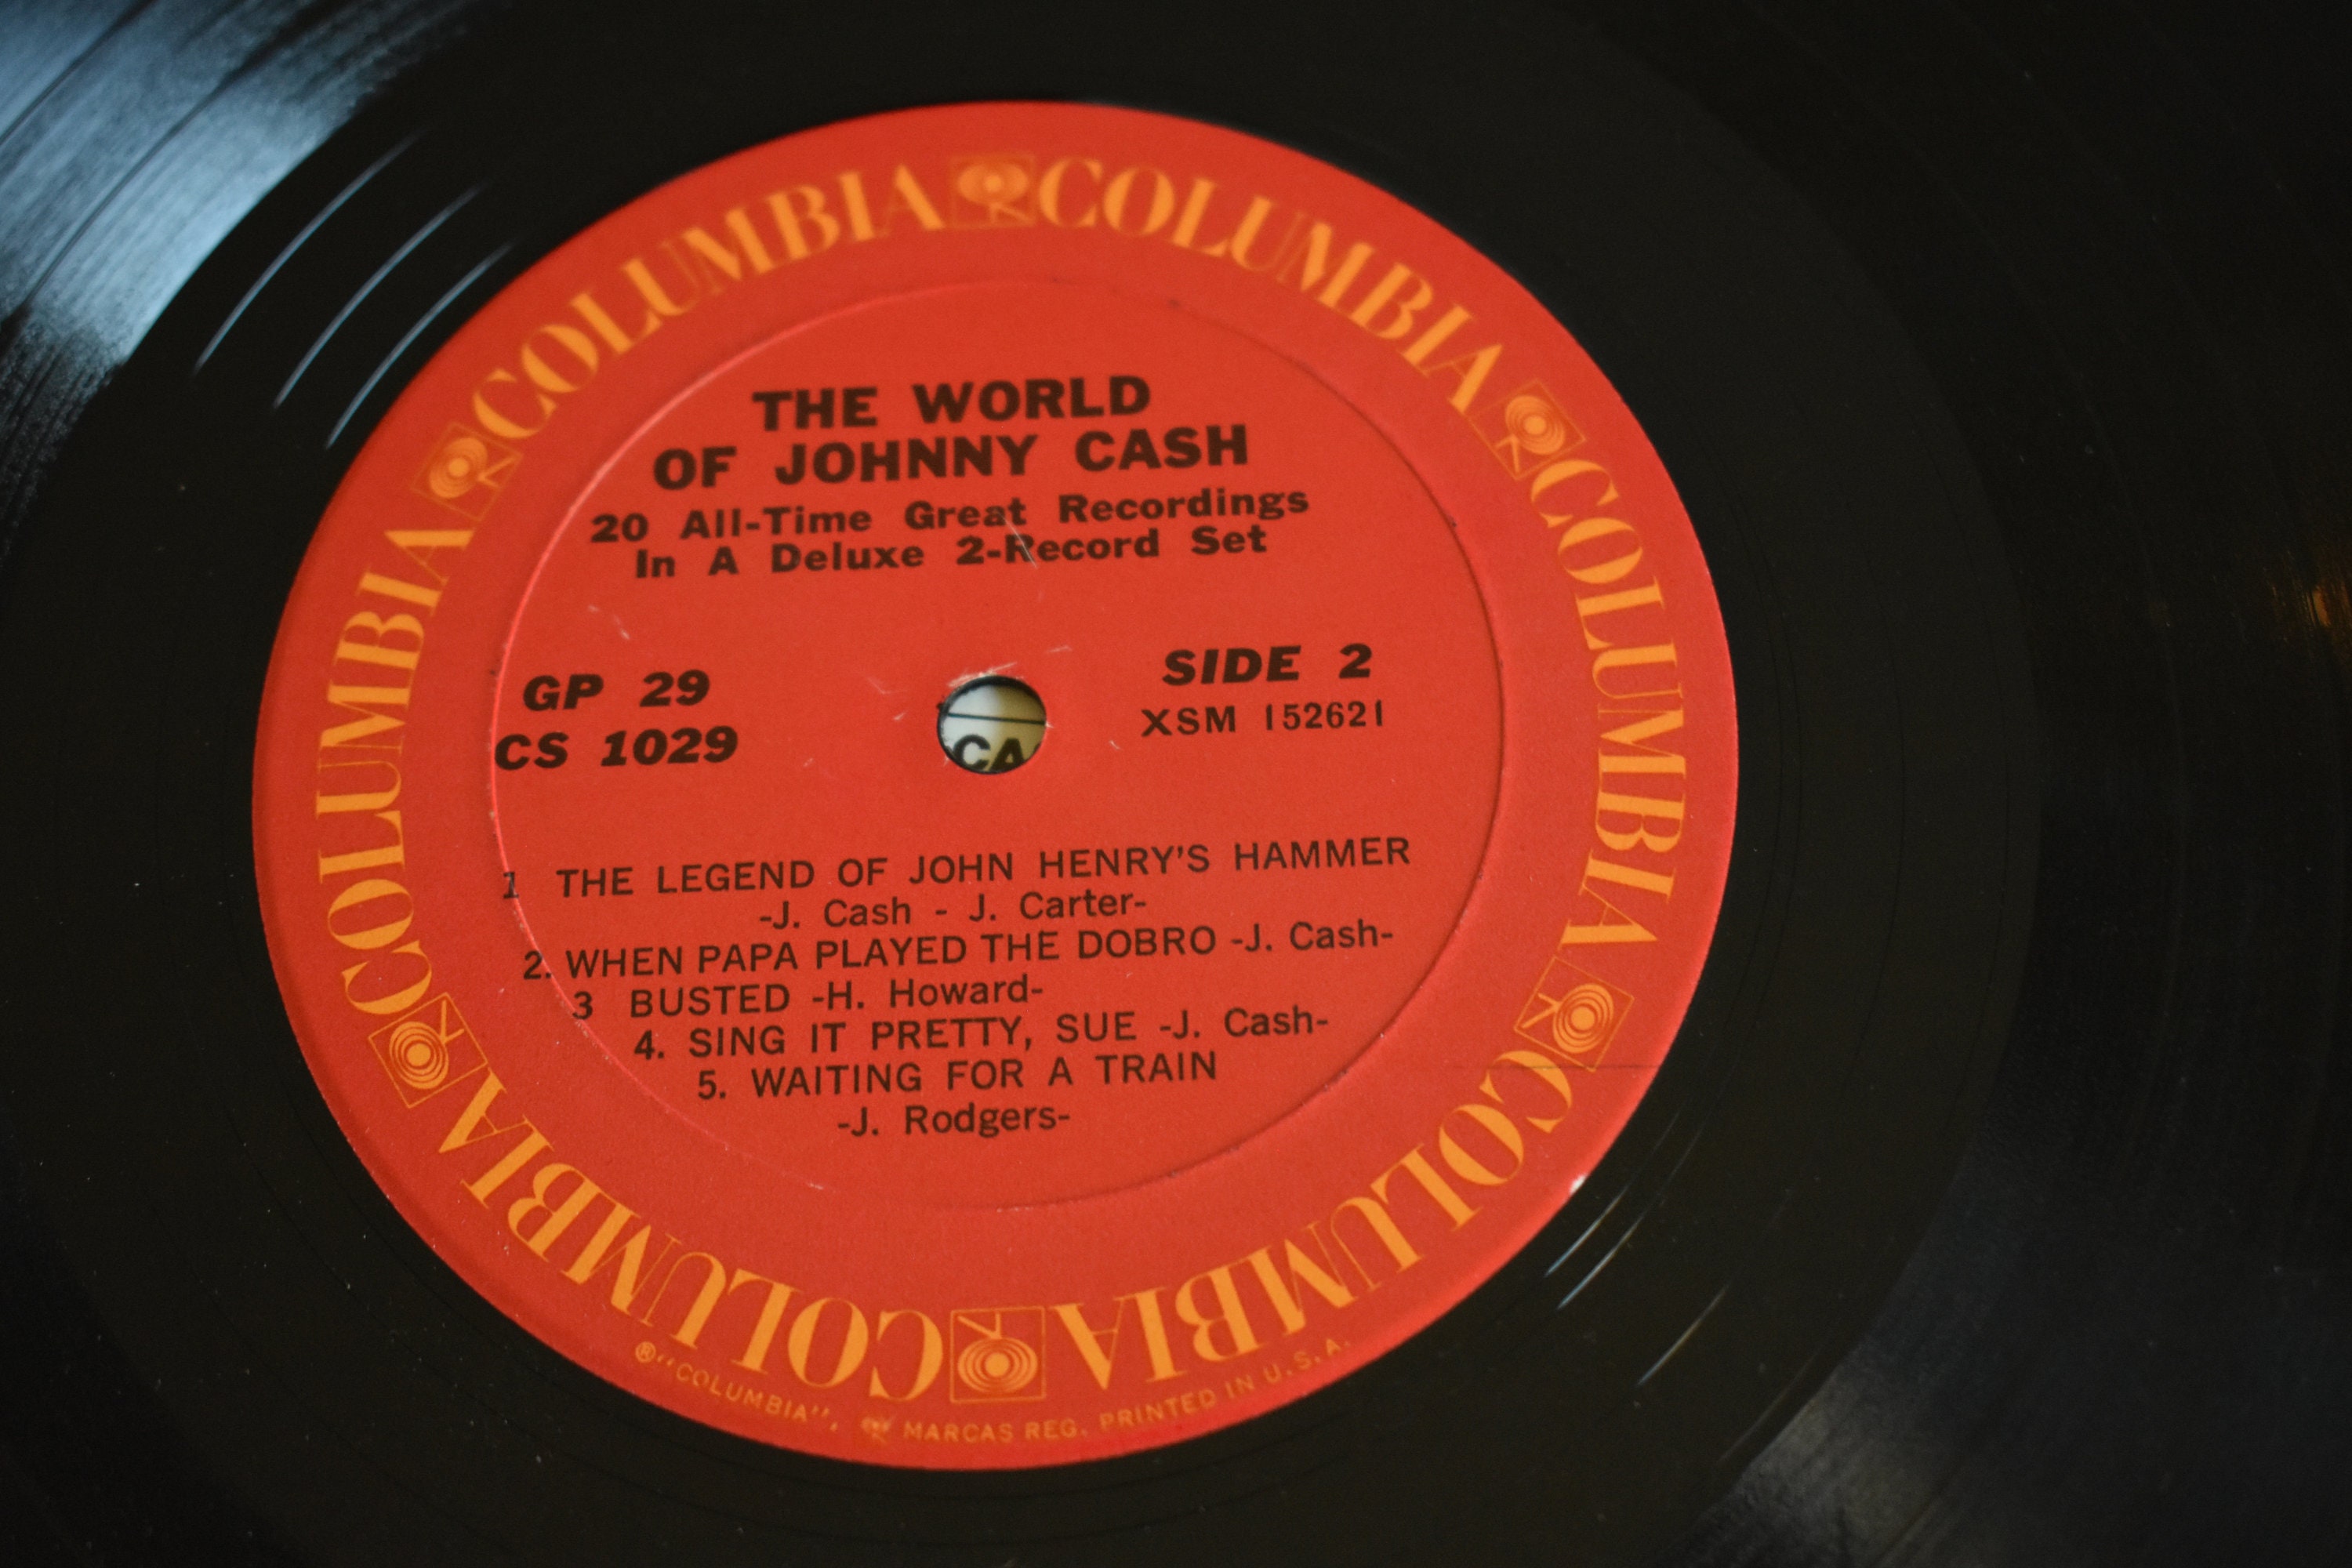 COLUMBIA COLUMBIA COLUMBIA COLUMBIA COLUMBIA COLUMBIA
THE WORLD
OF JOHNNY CASH
20 All-Time Great Recordings
In A Deluxe 2-Record Set
GP 29
CS 1029
SIDE 2
XSM 152621
CA
1 THE LEGEND OF JOHN HENRY'S HAMMER
-J. Cash - J. Carter-
2. WHEN PAPA PLAYED THE DOBRO -J. Cash-
3 BUSTED -H. Howard-
4. SING IT PRETTY, SUE -J. Cash-
5. WAITING FOR A TRAIN
-J. Rodgers-
® "COLUMBIA", MARCAS REG. PRINTED IN U.S.A.